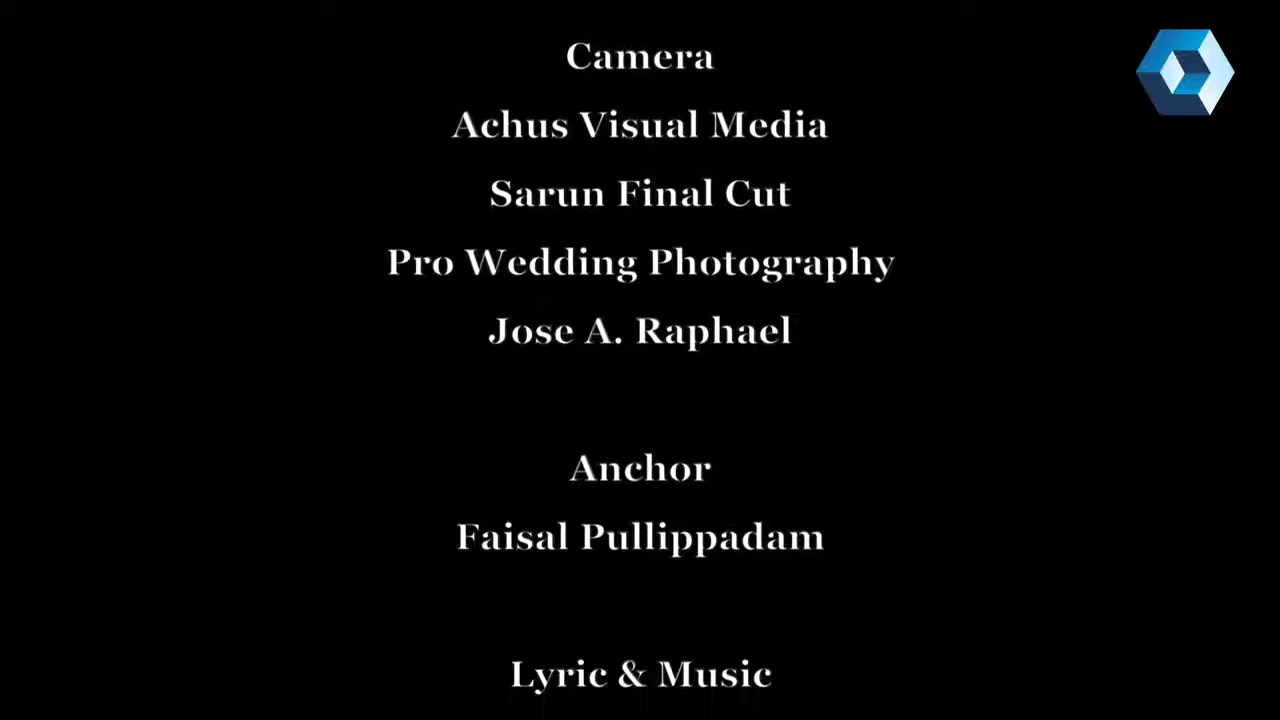 Camera
Achus Visual Media
Sarun Final Cut
Pro Wedding Photography
Jose A. Raphael
Anchor
Faisal Pullippadam
Lyric & Music